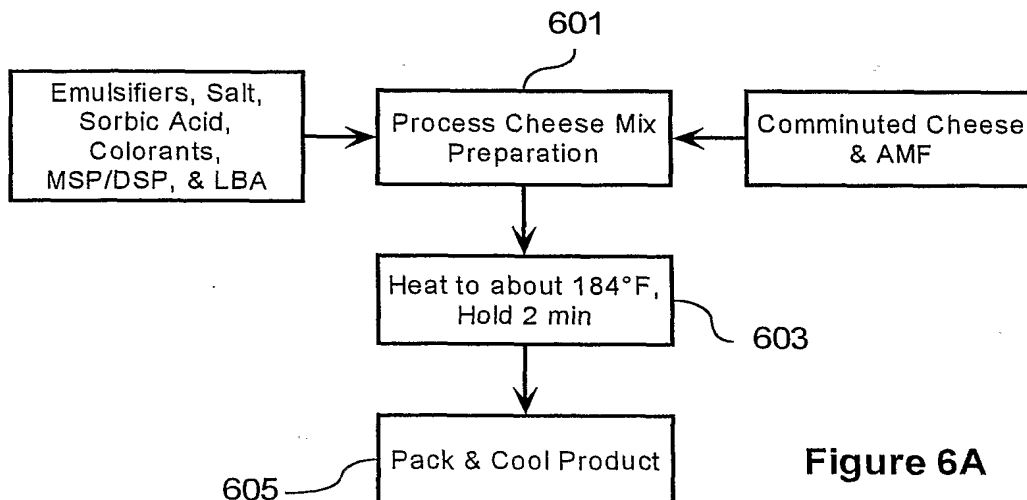 601
Emulsifiers, Salt,
Sorbic Acid,
Colorants,
MSP/DSP, & LBA
Process Cheese Mix
Preparation
Comminuted Cheese
& AMF
Heat to about 184°F,
Hold 2 min
603
Pack & Cool Product
605
Figure 6A